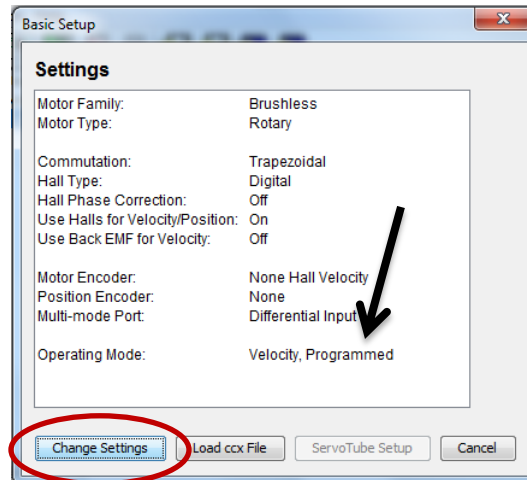 Basic Setup
Settings
Motor Family: Brushless
Motor Type: Rotary
Commutation: Trapezoidal
Hall Type: Digital
Hall Phase Correction: Off
Use Halls for Velocity/Position: On
Use Back EMF for Velocity: Off
Motor Encoder: None Hall Velocity
Position Encoder: None
Multi-mode Port: Differential Input
Operating Mode: Velocity, Programmed
Change Settings Load ccx File ServoTube Setup Cancel